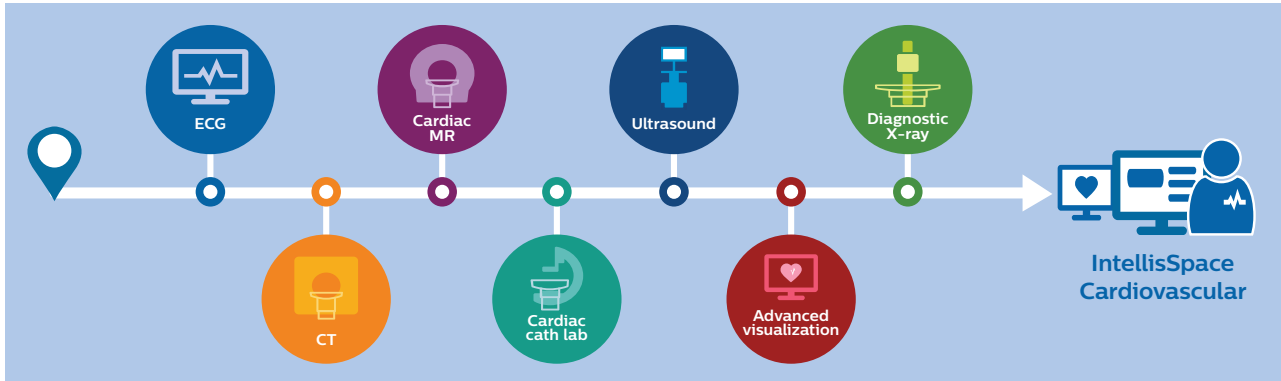 ECG
CT
Cardiac
MR
Cardiac
cath lab
Ultrasound
Advanced
visualization
Diagnostic
X-ray
IntellisSpace
Cardiovascular